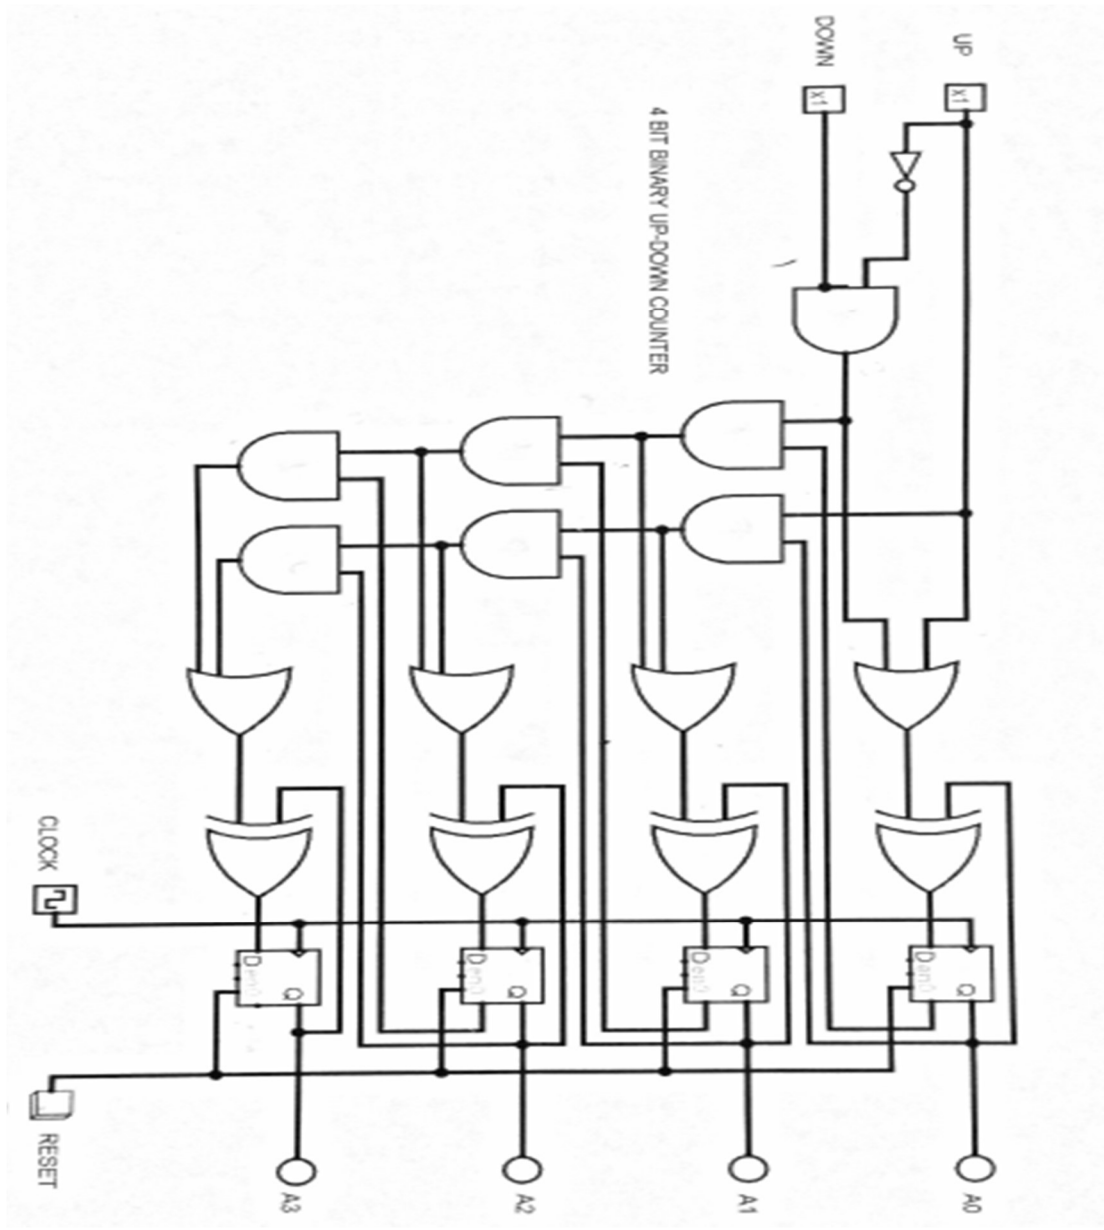 UP
x1
DOWN
x1
4 BIT BINARY UP-DOWN COUNTER
CLOCK
D
Q
D
Q
D
Q
D
Q
RESET
A3
A2
A1
A0